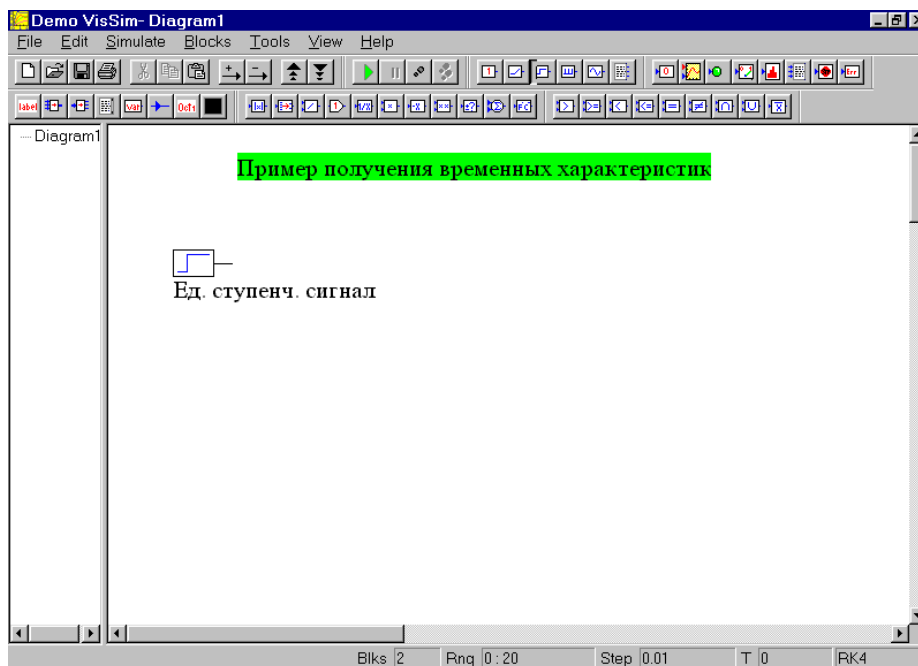 Demo VisSim- Diagram1
File Edit Simulate Blocks Tools View Help
label var Oct1
Diagram1
Пример получения временных характеристик
Ед. ступенч. сигнал
Blks 2 Rng 0 : 20 Step 0.01 T 0 RK4